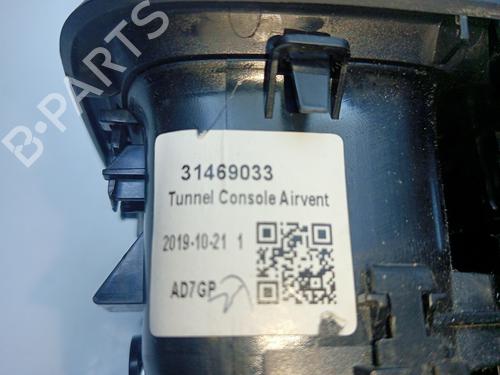 B-PARTS
31469033
Tunnel Console Airvent
2019-10-21 1
AD7GP